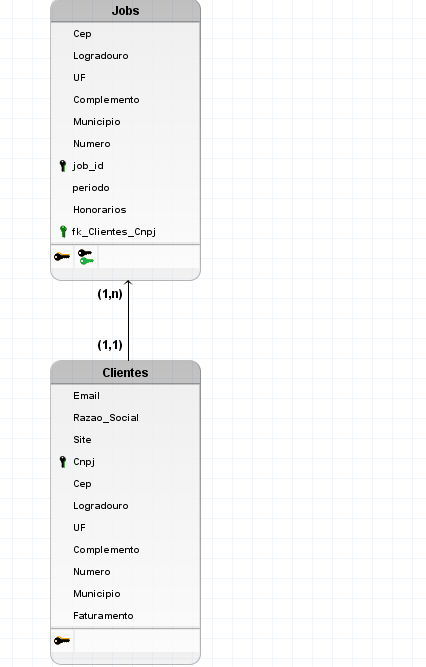 Jobs
Cep
Logradouro
UF
Complemento
Municipio
Numero
job_id
periodo
Honorarios
fk_Clientes_Cnpj
(1,n)
(1,1)
Clientes
Email
Razao_Social
Site
Cnpj
Cep
Logradouro
UF
Complemento
Numero
Municipio
Faturamento